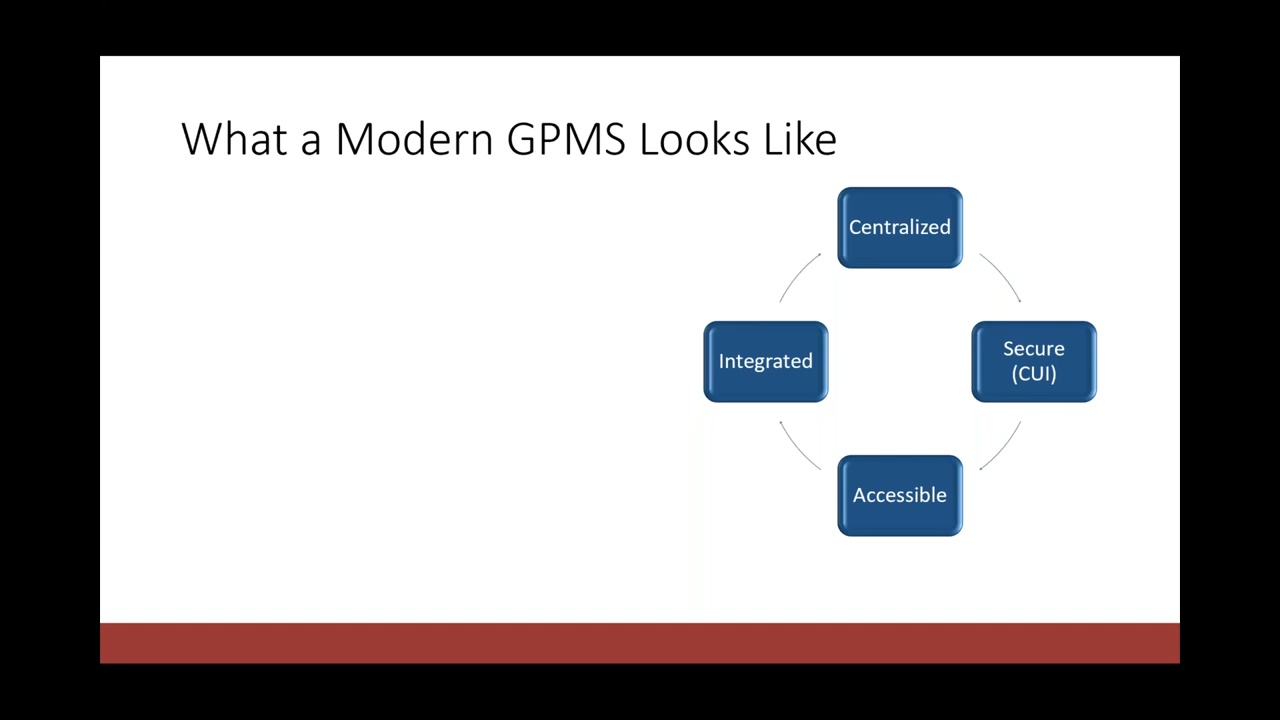 What a Modern GPMS Looks Like
Centralized
Secure
(CUI)
Accessible
Integrated